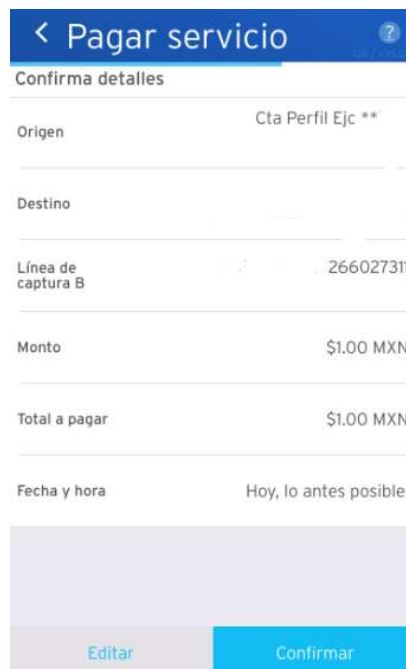 Pagar servicio
?
Confirma detalles
Origen
Cta Perfil Ejc **
Destino
Línea de
captura B
266027311
Monto
$1.00 MXN
Total a pagar
$1.00 MXN
Fecha y hora
Hoy, lo antes posible
Editar
Confirmar